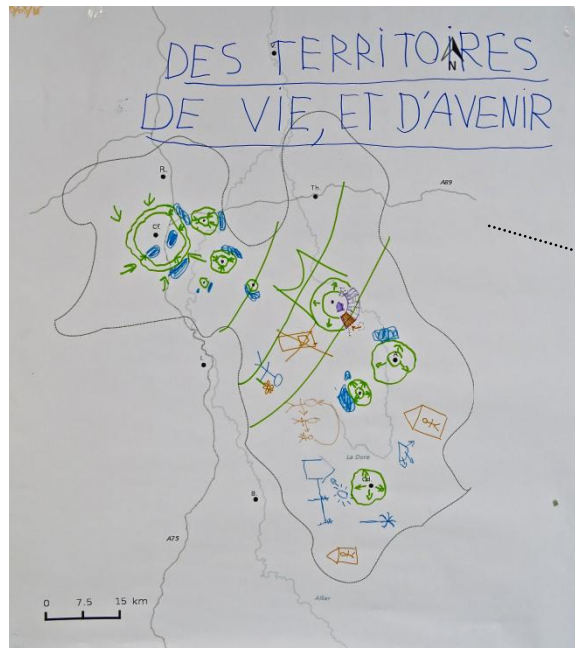 DES TERRITOIRES
DE VIE, ET D'AVENIR
N
R.
Th.
A89
Cf.
I.
La Dore
B.
A75
Allier
0 7.5 15 km